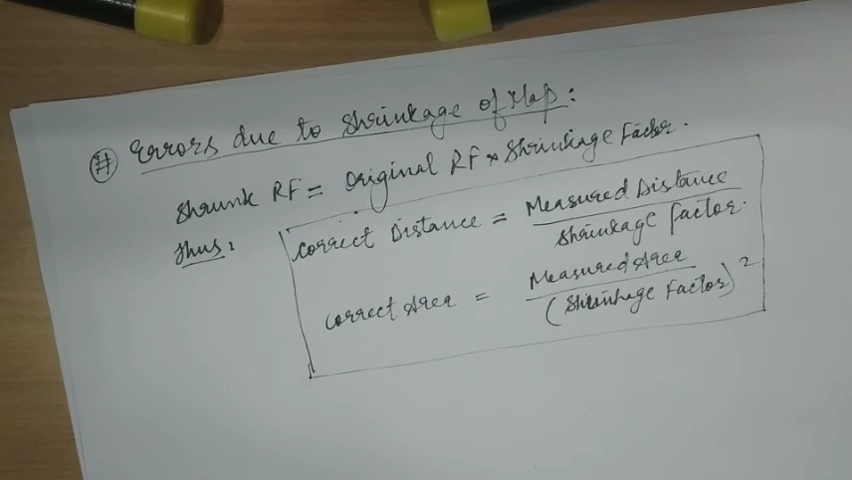 # Errors due to Shrinkage of Map:
Shrunk RF = Original RF × Shrinkage Factor.
Thus, Correct Distance = Measured Distance
Shrinkage factor.
Correct Area = Measured Area
(Shrinkage Factor)²